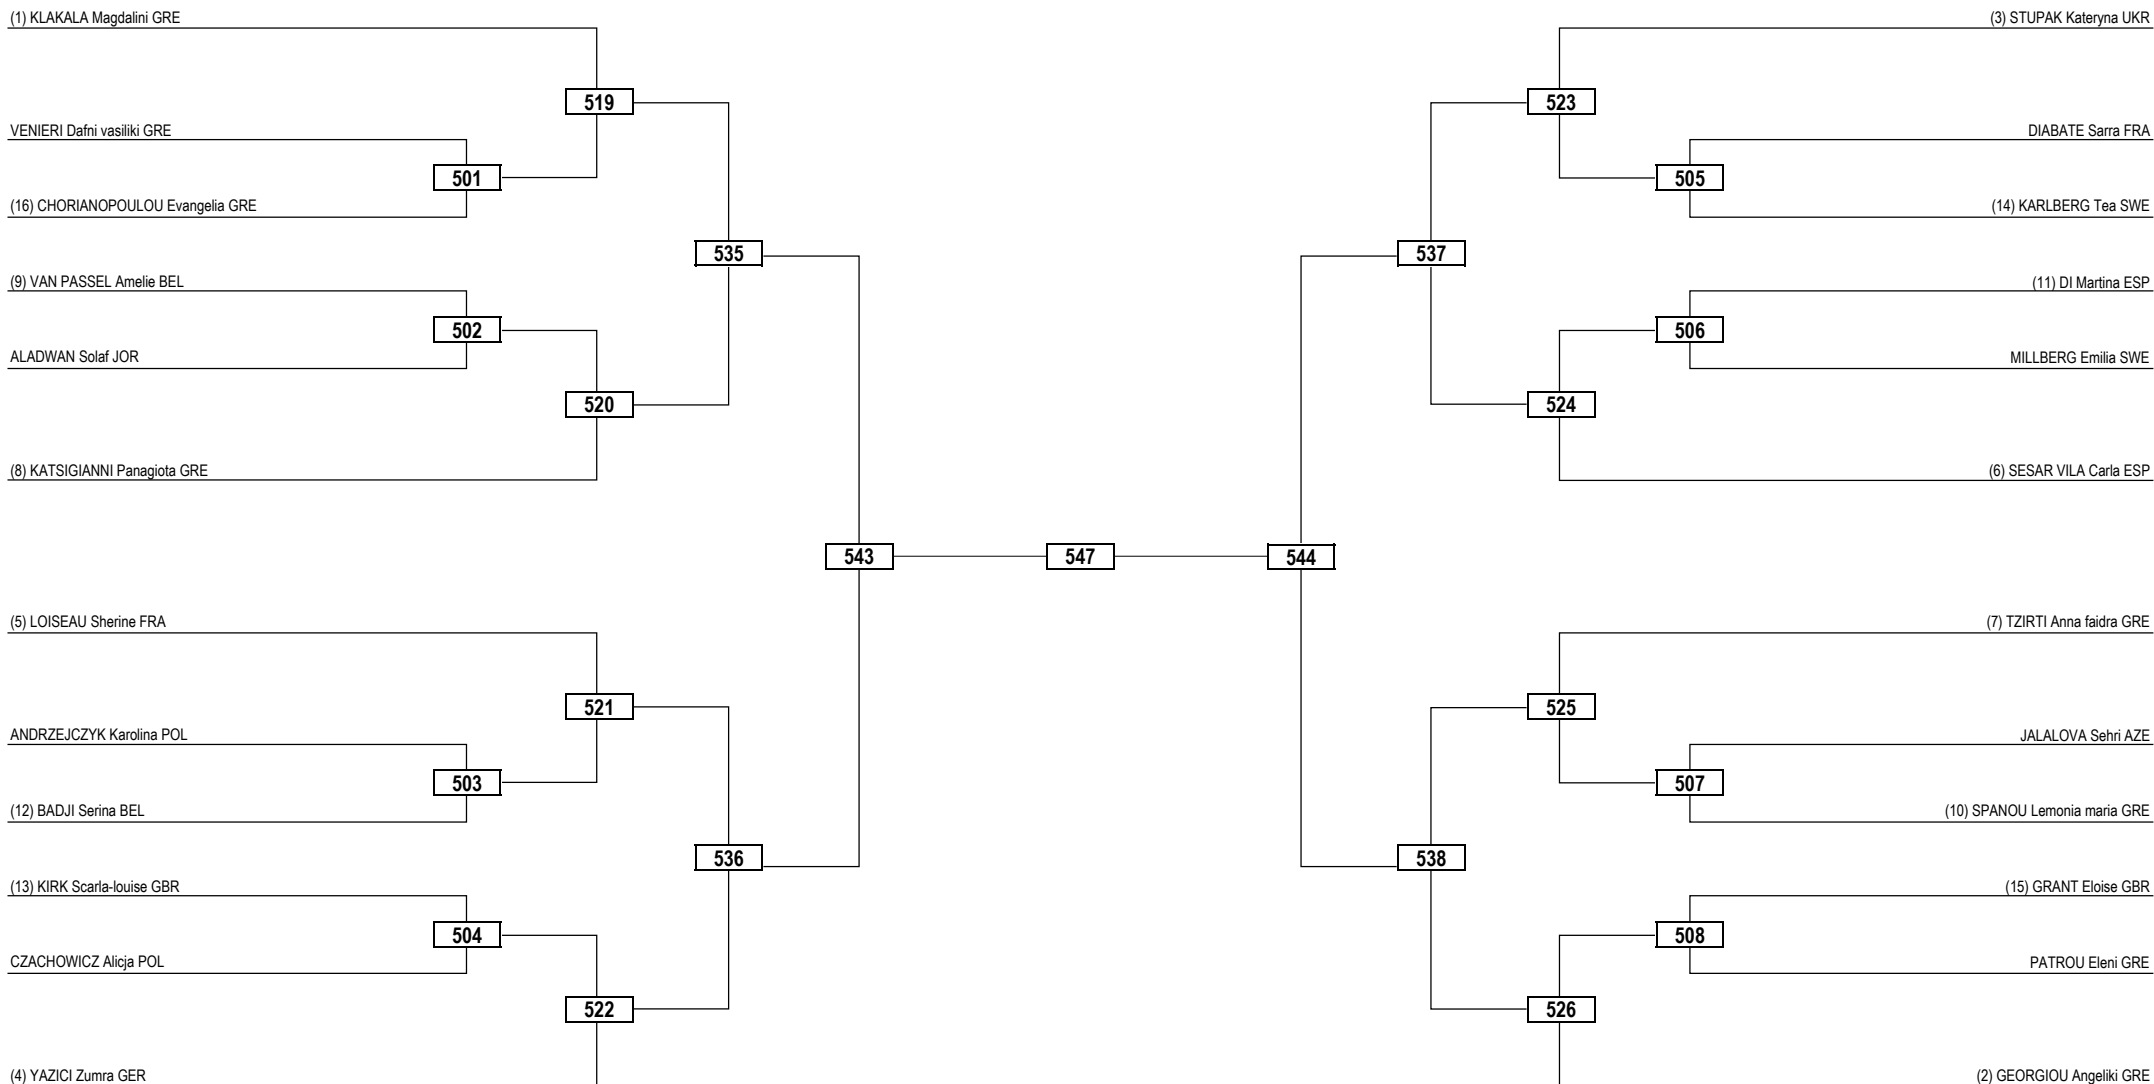 (1) KLAKALA Magdalini GRE
(3) STUPAK Kateryna UKR
519
523
VENIERI Dafni vasiliki GRE
DIABATE Sarra FRA
501
505
(16) CHORIANOPOULOU Evangelia GRE
(14) KARLBERG Tea SWE
535
537
(9) VAN PASSEL Amelie BEL
(11) DI Martina ESP
502
506
ALADWAN Solaf JOR
MILLBERG Emilia SWE
520
524
(8) KATSIGIANNI Panagiota GRE
(6) SESAR VILA Carla ESP
543
547
544
(5) LOISEAU Sherine FRA
(7) TZIRTI Anna faidra GRE
521
525
ANDRZEJCZYK Karolina POL
JALALOVA Sehri AZE
503
507
(12) BADJI Serina BEL
(10) SPANOU Lemonia maria GRE
536
538
(13) KIRK Scarla-louise GBR
(15) GRANT Eloise GBR
504
508
CZACHOWICZ Alicja POL
PATROU Eleni GRE
522
526
(4) YAZICI Zumra GER
(2) GEORGIOU Angeliki GRE